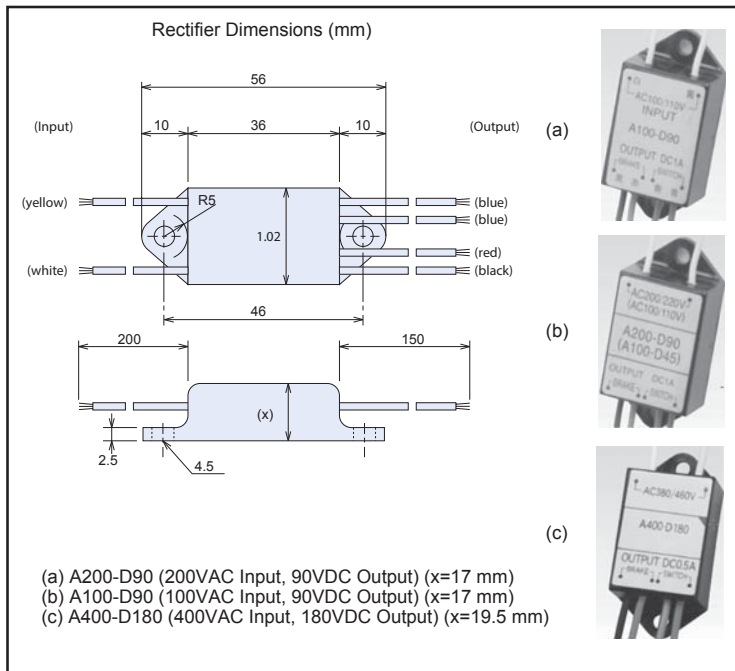 Rectifier Dimensions (mm)
56
(Input)
10
36
10
(Output)
(a)
AC100/110V
INPUT
A100-D90
OUTPUT DC1A
BRAKE SWITCH
(yellow)
R5
(blue)
(blue)
1.02
(red)
(white)
(black)
46
(b)
AC200/220V
(AC100/110V)
A200-D90
(A100-D45)
OUTPUT DC1A
BRAKE SWITCH
200
150
(x)
2.5
4.5
(c)
AC380/460V
A400-D180
OUTPUT DC0.5A
BRAKE SWITCH
(a) A200-D90 (200VAC Input, 90VDC Output) (x=17 mm)
(b) A100-D90 (100VAC Input, 90VDC Output) (x=17 mm)
(c) A400-D180 (400VAC Input, 180VDC Output) (x=19.5 mm)